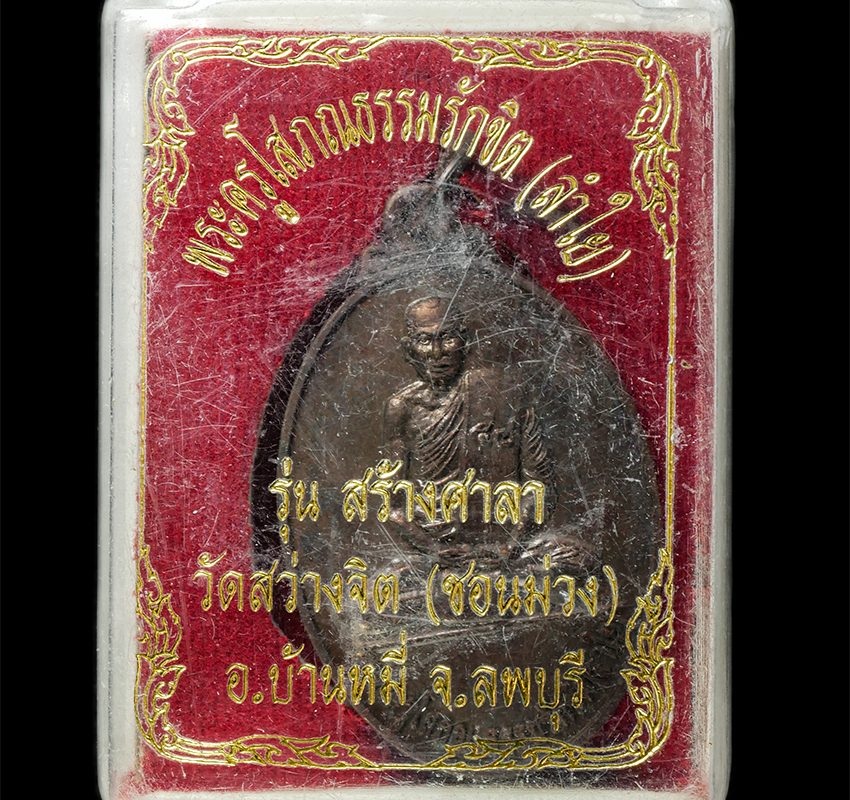 พระครูโสภณธรรมรักขิต (ลำใย)
รุ่น สร้างศาลา
วัดสว่างจิต (ชอนม่วง)
อ.บ้านหมี่ จ.ลพบุรี